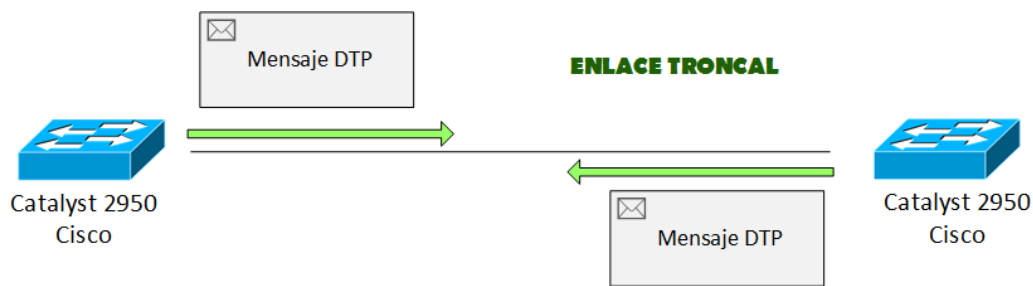 Mensaje DTP
ENLACE TRONCAL
Catalyst 2950
Cisco
Catalyst 2950
Cisco
Mensaje DTP